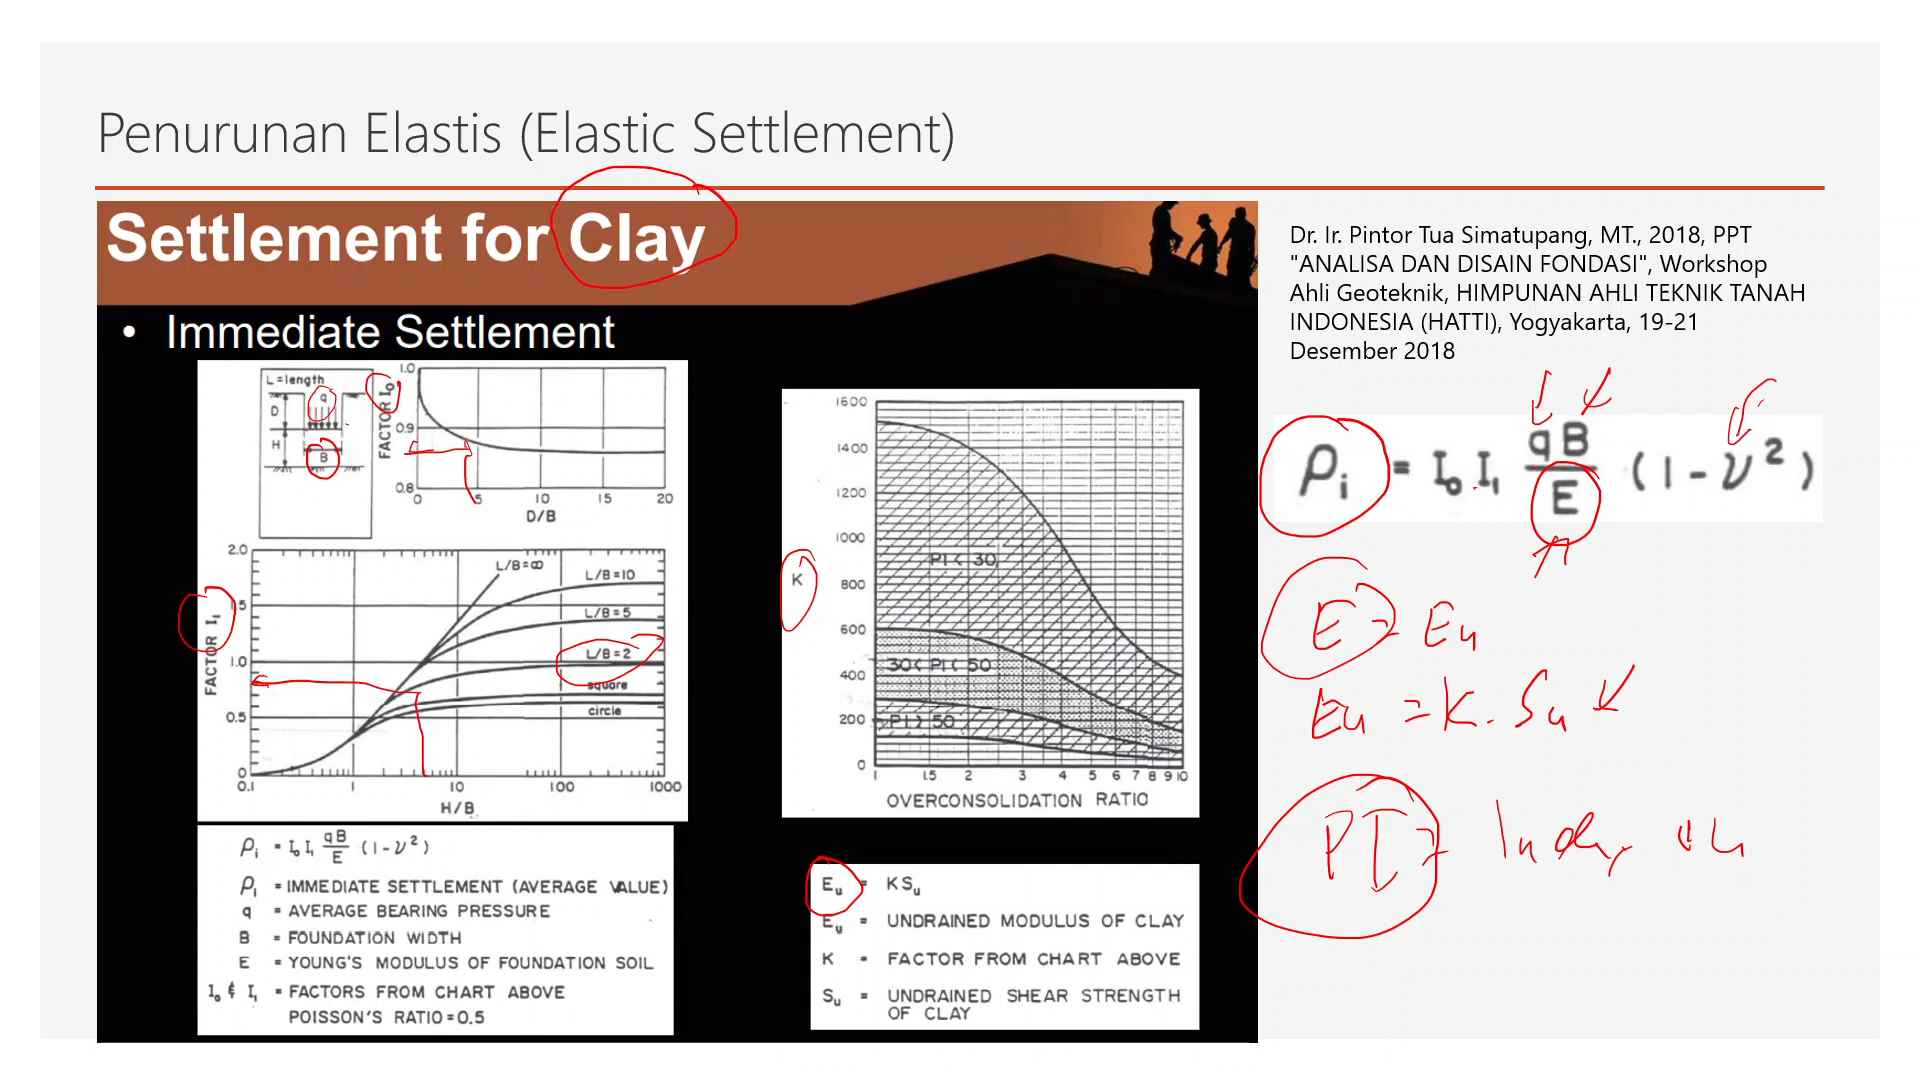 Penurunan Elastis (Elastic Settlement)
Settlement for Clay
• Immediate Settlement
L=length
q
D
H
B
FACTOR I₀
1.0
0.9
0.8
0 5 10 15 20
D/B
FACTOR I₁
2.0
1.5
1.0
0.5
0
L/B=∞
L/B=10
L/B=5
L/B=2
square
circle
0.1 1 10 100 1000
H/B
ρᵢ = I₀ I₁ qB/E (1-ν²)
ρᵢ = IMMEDIATE SETTLEMENT (AVERAGE VALUE)
q = AVERAGE BEARING PRESSURE
B = FOUNDATION WIDTH
E = YOUNG'S MODULUS OF FOUNDATION SOIL
I₀ & I₁ = FACTORS FROM CHART ABOVE
POISSON'S RATIO=0.5
K
1600
1400
1200
1000
800
600
400
200
0
PI< 30
30< PI< 50
PI> 50
1 1.5 2 3 4 5 6 7 8 9 10
OVERCONSOLIDATION RATIO
Eᵤ = KSᵤ
Eᵤ = UNDRAINED MODULUS OF CLAY
K = FACTOR FROM CHART ABOVE
Sᵤ = UNDRAINED SHEAR STRENGTH
OF CLAY
Dr. Ir. Pintor Tua Simatupang, MT., 2018, PPT
"ANALISA DAN DISAIN FONDASI", Workshop
Ahli Geoteknik, HIMPUNAN AHLI TEKNIK TANAH
INDONESIA (HATTI), Yogyakarta, 19-21
Desember 2018
ρᵢ = I₀ I₁ qB/E (1-ν²)
E = Eu
Eu = K. Su
PI =